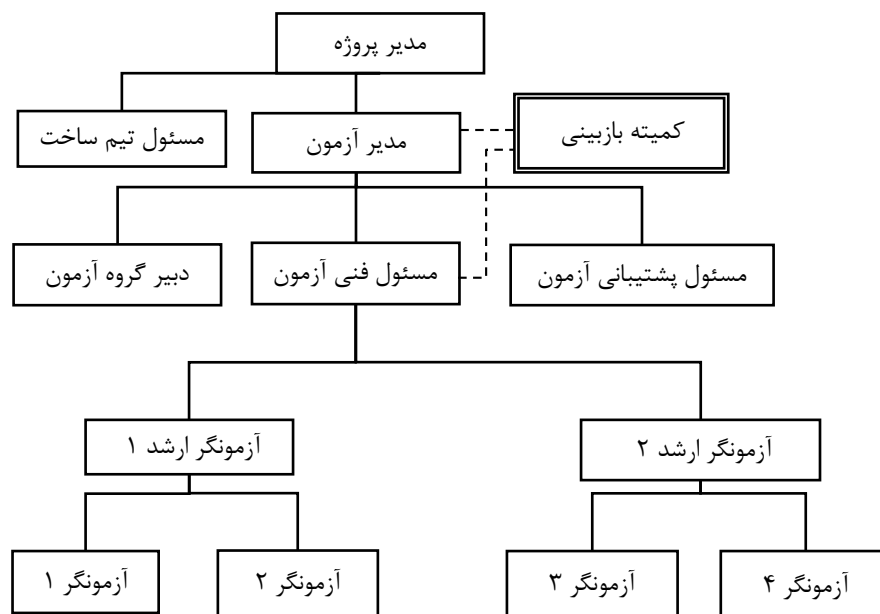 مدیر پروژه
کمیته بازبینی
مدیر آزمون
مسئول تیم ساخت
مسئول پشتیبانی آزمون
مسئول فنی آزمون
دبیر گروه آزمون
آزمونگر ارشد ۲
آزمونگر ارشد ۱
آزمونگر ۴
آزمونگر ۳
آزمونگر ۲
آزمونگر ۱